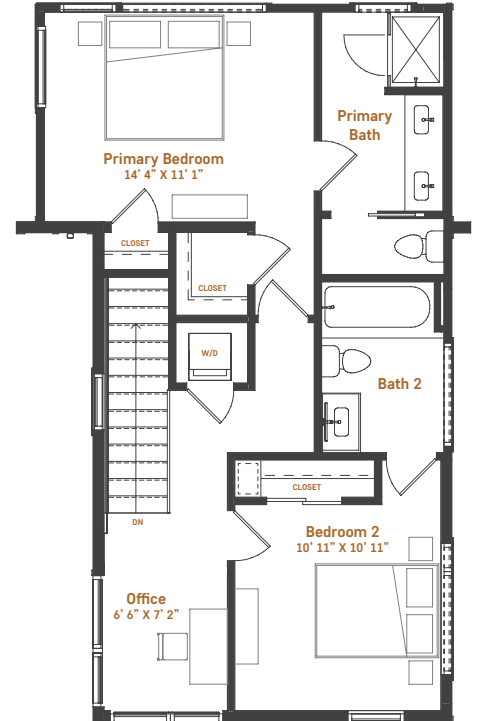 Primary Bedroom
14' 4" X 11' 1"
Primary
Bath
CLOSET
CLOSET
W/D
Bath 2
CLOSET
DN
Bedroom 2
10' 11" X 10' 11"
Office
6' 6" X 7' 2"